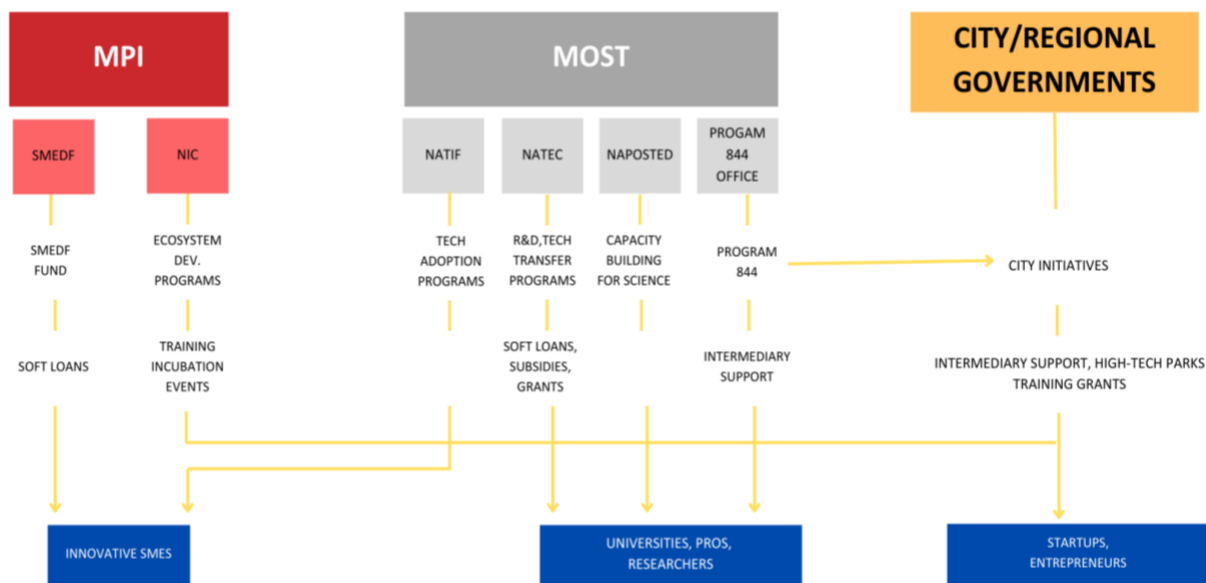 MPI
MOST
CITY/REGIONAL
GOVERNMENTS
SMEDF
NIC
NATIF
NATEC
NAPOSTED
PROGAM
844
OFFICE
SMEDF
FUND
ECOSYSTEM
DEV.
PROGRAMS
TECH
ADOPTION
PROGRAMS
R&D,TECH
TRANSFER
PROGRAMS
CAPACITY
BUILDING
FOR SCIENCE
PROGRAM
844
CITY INITIATIVES
SOFT LOANS
TRAINING
INCUBATION
EVENTS
SOFT LOANS,
SUBSIDIES,
GRANTS
INTERMEDIARY
SUPPORT
INTERMEDIARY SUPPORT, HIGH-TECH PARKS
TRAINING GRANTS
INNOVATIVE SMES
UNIVERSITIES, PROS,
RESEARCHERS
STARTUPS,
ENTREPRENEURS